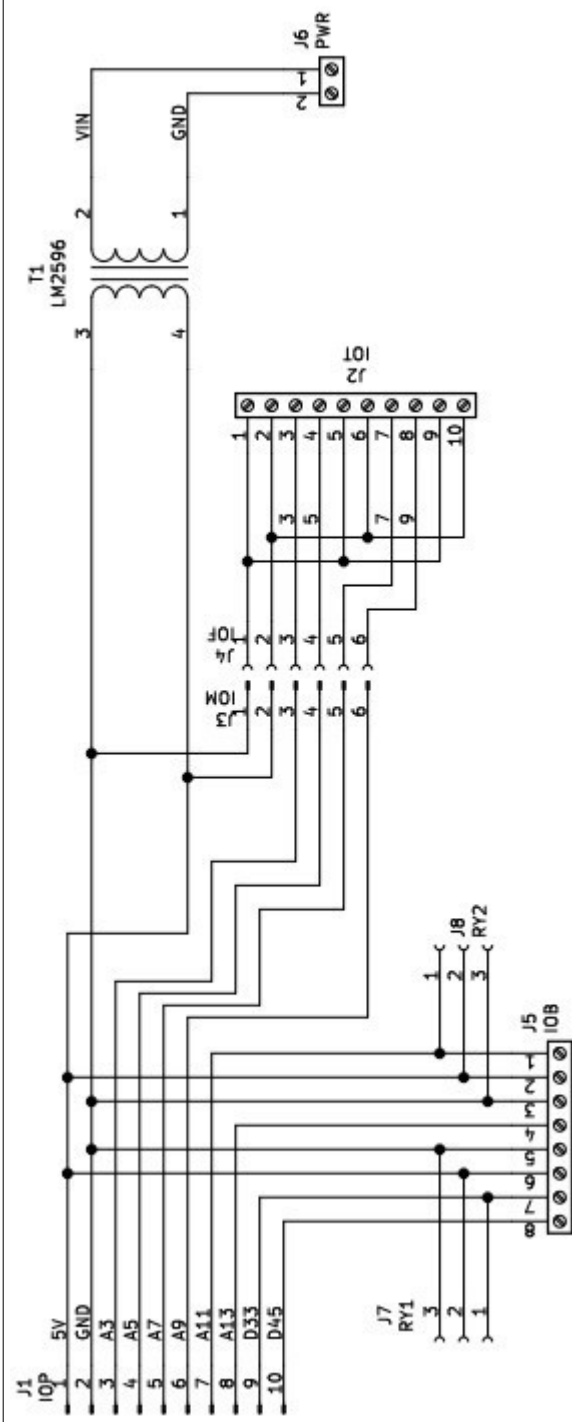 J6
PWR
1
2
VIN
GND
2
1
T1
LM2596
3
4
J2
IOT
1
2
3
4
5
6
7
8
9
10
3
5
7
9
J4
IOF
1
2
3
4
5
6
J3
IOM
1
2
3
4
5
6
J8
RY2
1
2
3
J5
IOB
1
2
3
4
5
6
7
8
J7
RY1
3
2
1
J1
IOP
1 5V
2 GND
3 A3
4 A5
5 A7
6 A9
7 A11
8 A13
9 D33
10 D45